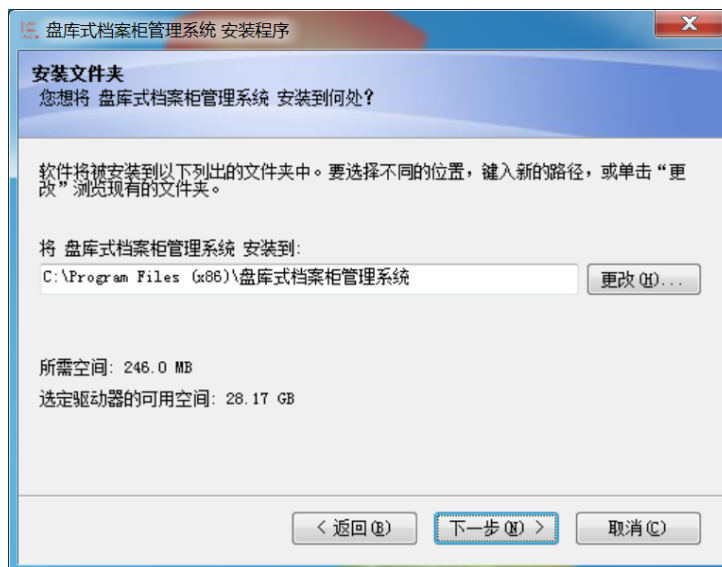 盘库式档案柜管理系统 安装程序
安装文件夹
您想将 盘库式档案柜管理系统 安装到何处？
软件将被安装到以下列出的文件夹中。要选择不同的位置，键入新的路径，或单击“更
改”浏览现有的文件夹。
将 盘库式档案柜管理系统 安装到:
C:\Program Files (x86)\盘库式档案柜管理系统
更改(H)...
所需空间: 246.0 MB
选定驱动器的可用空间: 28.17 GB
< 返回(B)
下一步(N) >
取消(C)